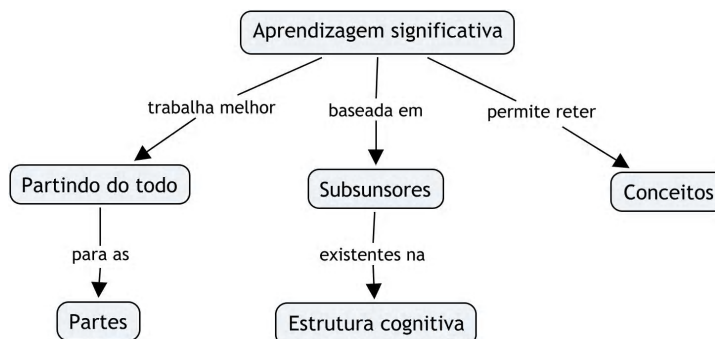 Aprendizagem significativa
trabalha melhor
baseada em
permite reter
Partindo do todo
Subsunsores
Conceitos
para as
existentes na
Partes
Estrutura cognitiva